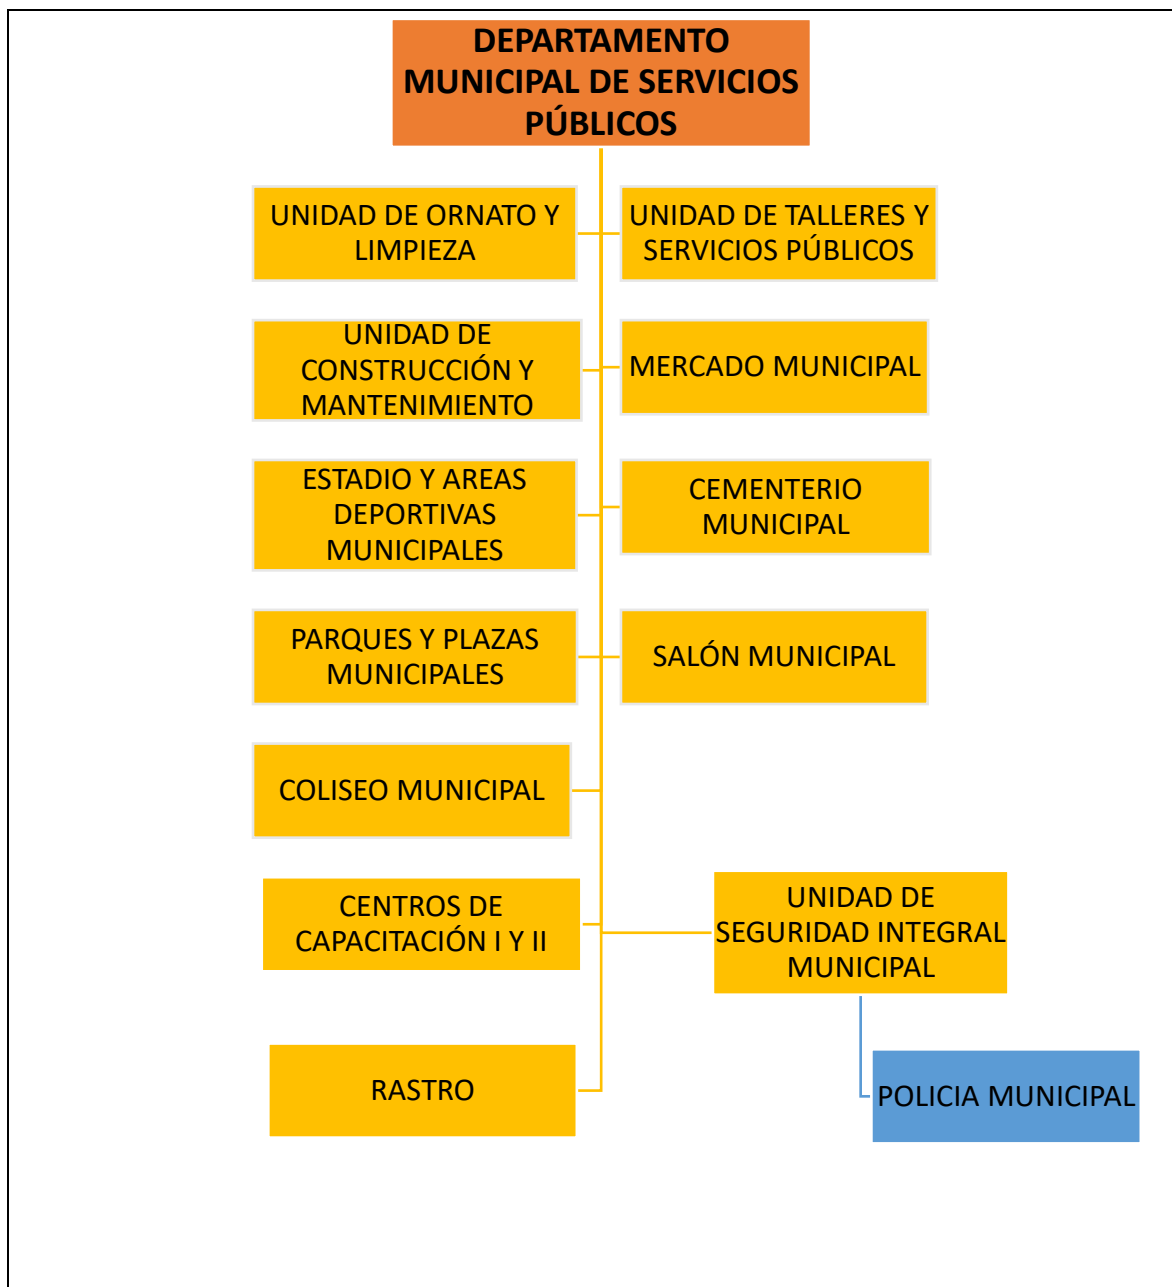 DEPARTAMENTO
MUNICIPAL DE SERVICIOS
PÚBLICOS
UNIDAD DE ORNATO Y
LIMPIEZA
UNIDAD DE TALLERES Y
SERVICIOS PÚBLICOS
UNIDAD DE
CONSTRUCCIÓN Y
MANTENIMIENTO
MERCADO MUNICIPAL
ESTADIO Y AREAS
DEPORTIVAS
MUNICIPALES
CEMENTERIO
MUNICIPAL
PARQUES Y PLAZAS
MUNICIPALES
SALÓN MUNICIPAL
COLISEO MUNICIPAL
CENTROS DE
CAPACITACIÓN I Y II
UNIDAD DE
SEGURIDAD INTEGRAL
MUNICIPAL
RASTRO
POLICIA MUNICIPAL